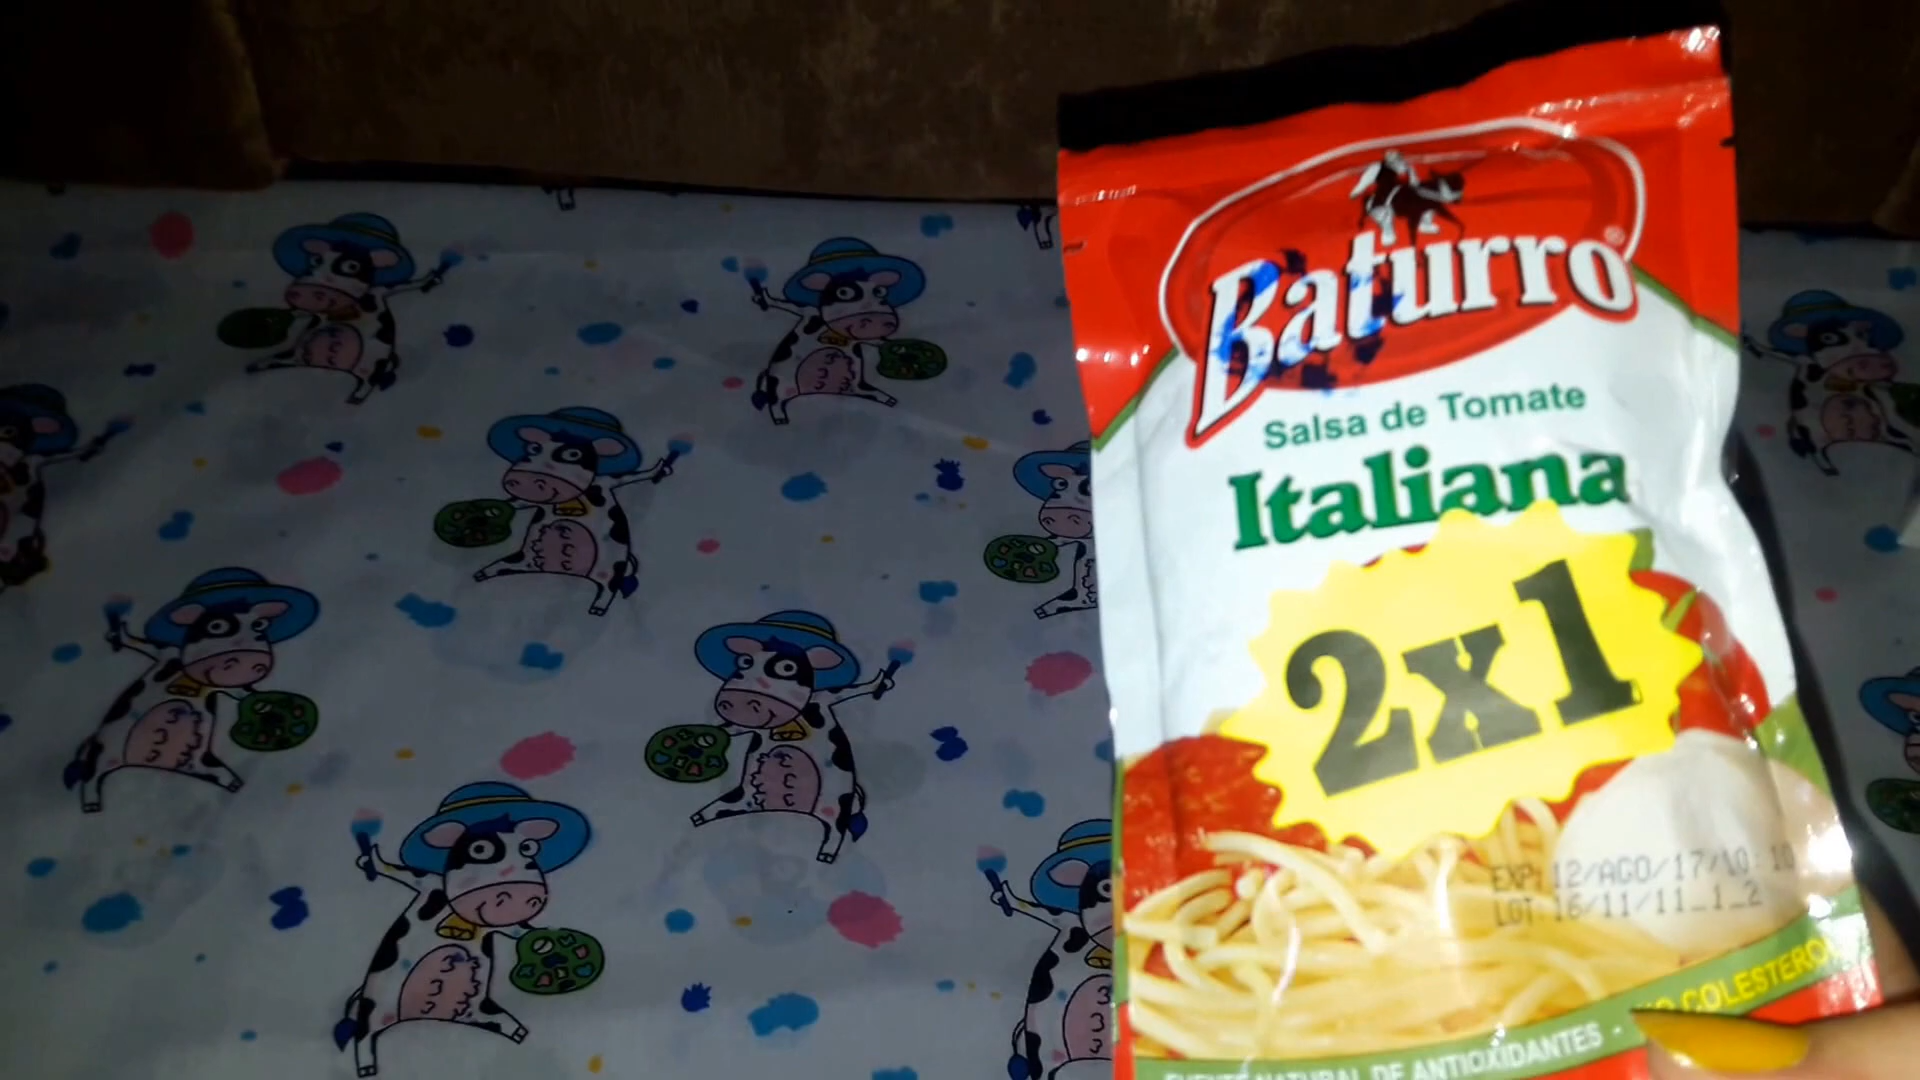 Baturro®
Salsa de Tomate
Italiana
2x1
EXP: 12/AGO/17/10: 10
LOT: 16/11/11_1_2
COLESTEROL
FUENTE NATURAL DE ANTIOXIDANTES -